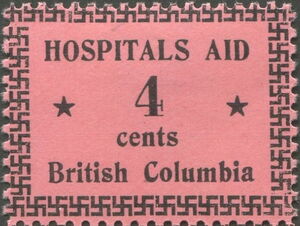 HOSPITALS AID
4
cents
British Columbia